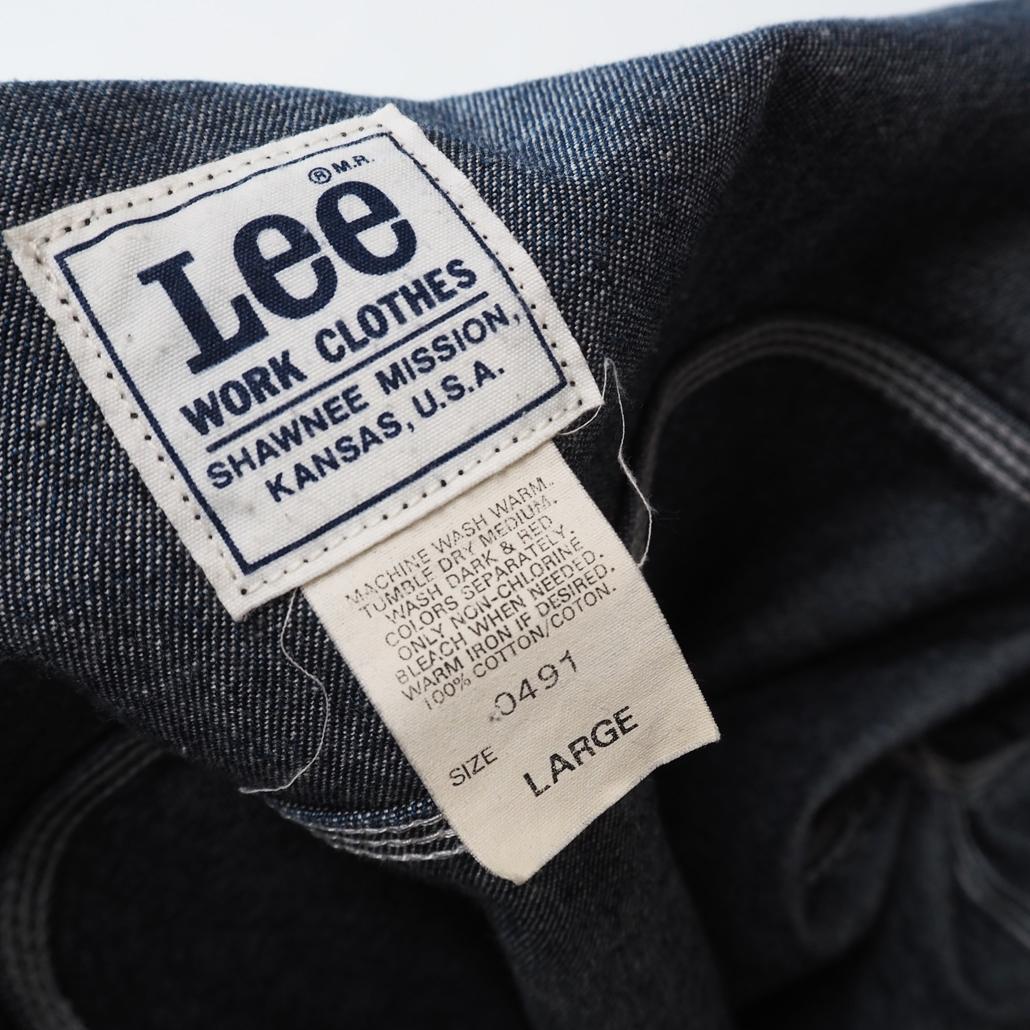 ® M.R.
Lee
WORK CLOTHES
SHAWNEE MISSION,
KANSAS, U.S.A.
MACHINE WASH WARM.
TUMBLE DRY MEDIUM.
WASH DARK & RED
COLORS SEPARATELY.
ONLY NON-CHLORINE
BLEACH WHEN NEEDED.
WARM IRON IF DESIRED.
100% COTTON/COTON.
0491
SIZE LARGE